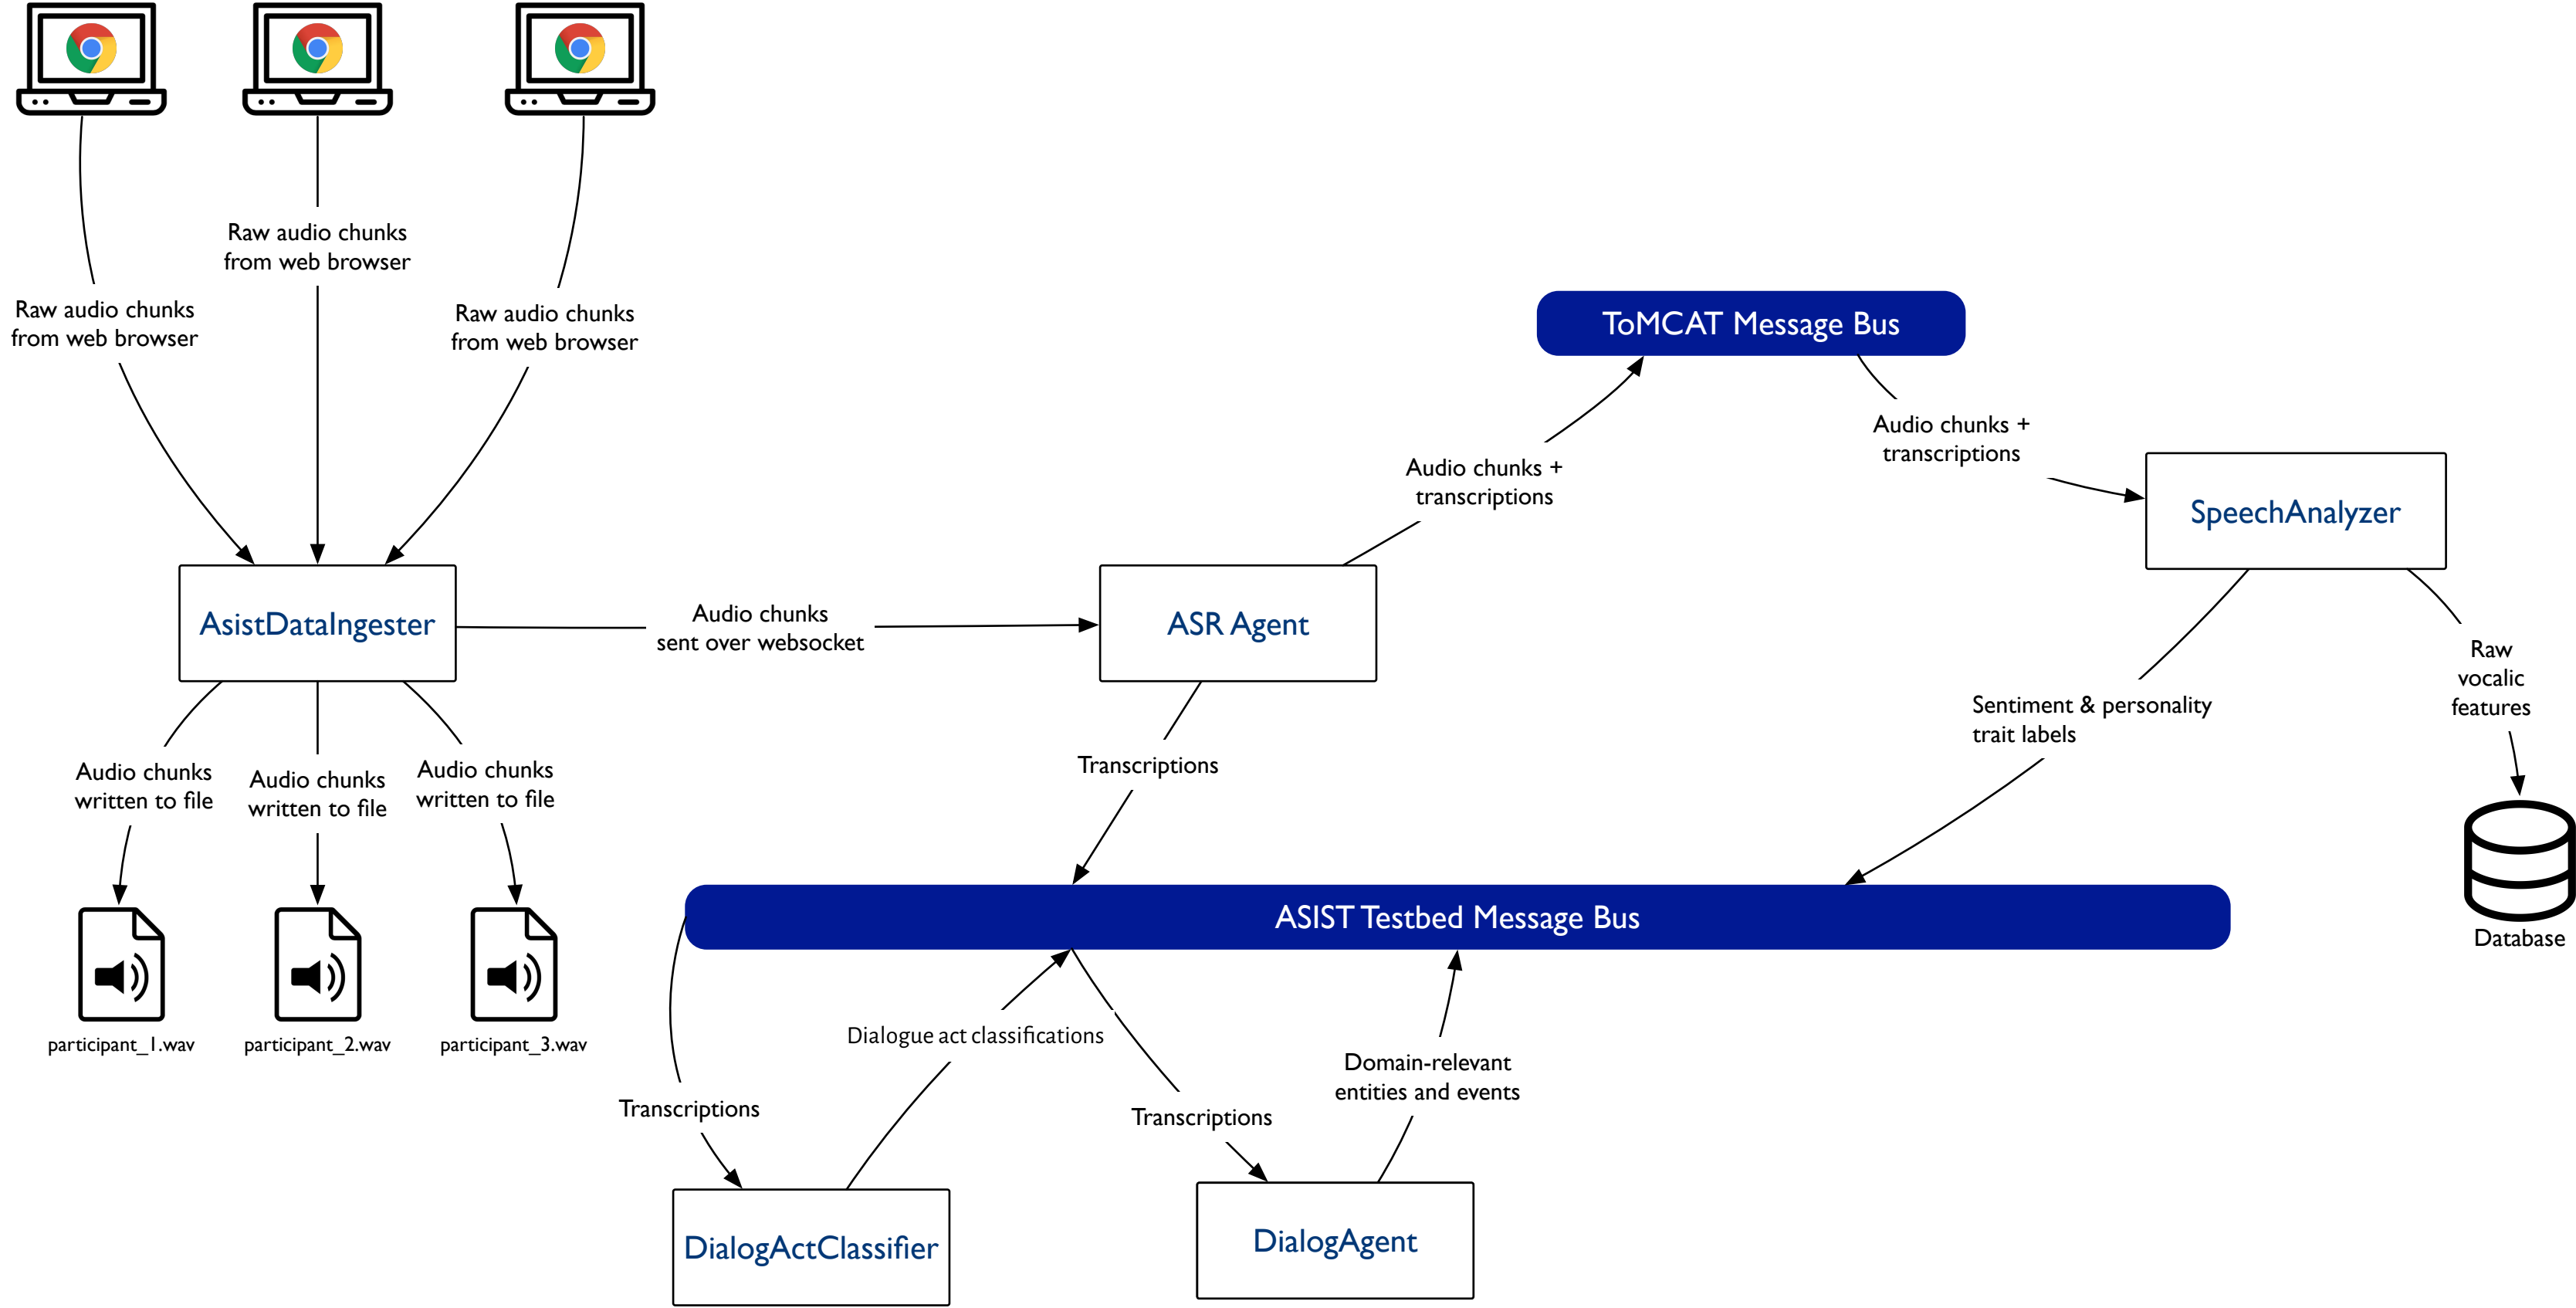 Raw audio chunks
from web browser
Raw audio chunks
from web browser
Raw audio chunks
from web browser
ToMCAT Message Bus
Audio chunks +
transcriptions
Audio chunks +
transcriptions
SpeechAnalyzer
AsistDataIngester
Audio chunks
sent over websocket
ASR Agent
Raw
vocalic
features
Sentiment & personality
trait labels
Transcriptions
Audio chunks
written to file
Audio chunks
written to file
Audio chunks
written to file
ASIST Testbed Message Bus
Database
participant_1.wav
participant_2.wav
participant_3.wav
Dialogue act classifications
Domain-relevant
entities and events
Transcriptions
Transcriptions
DialogActClassifier
DialogAgent